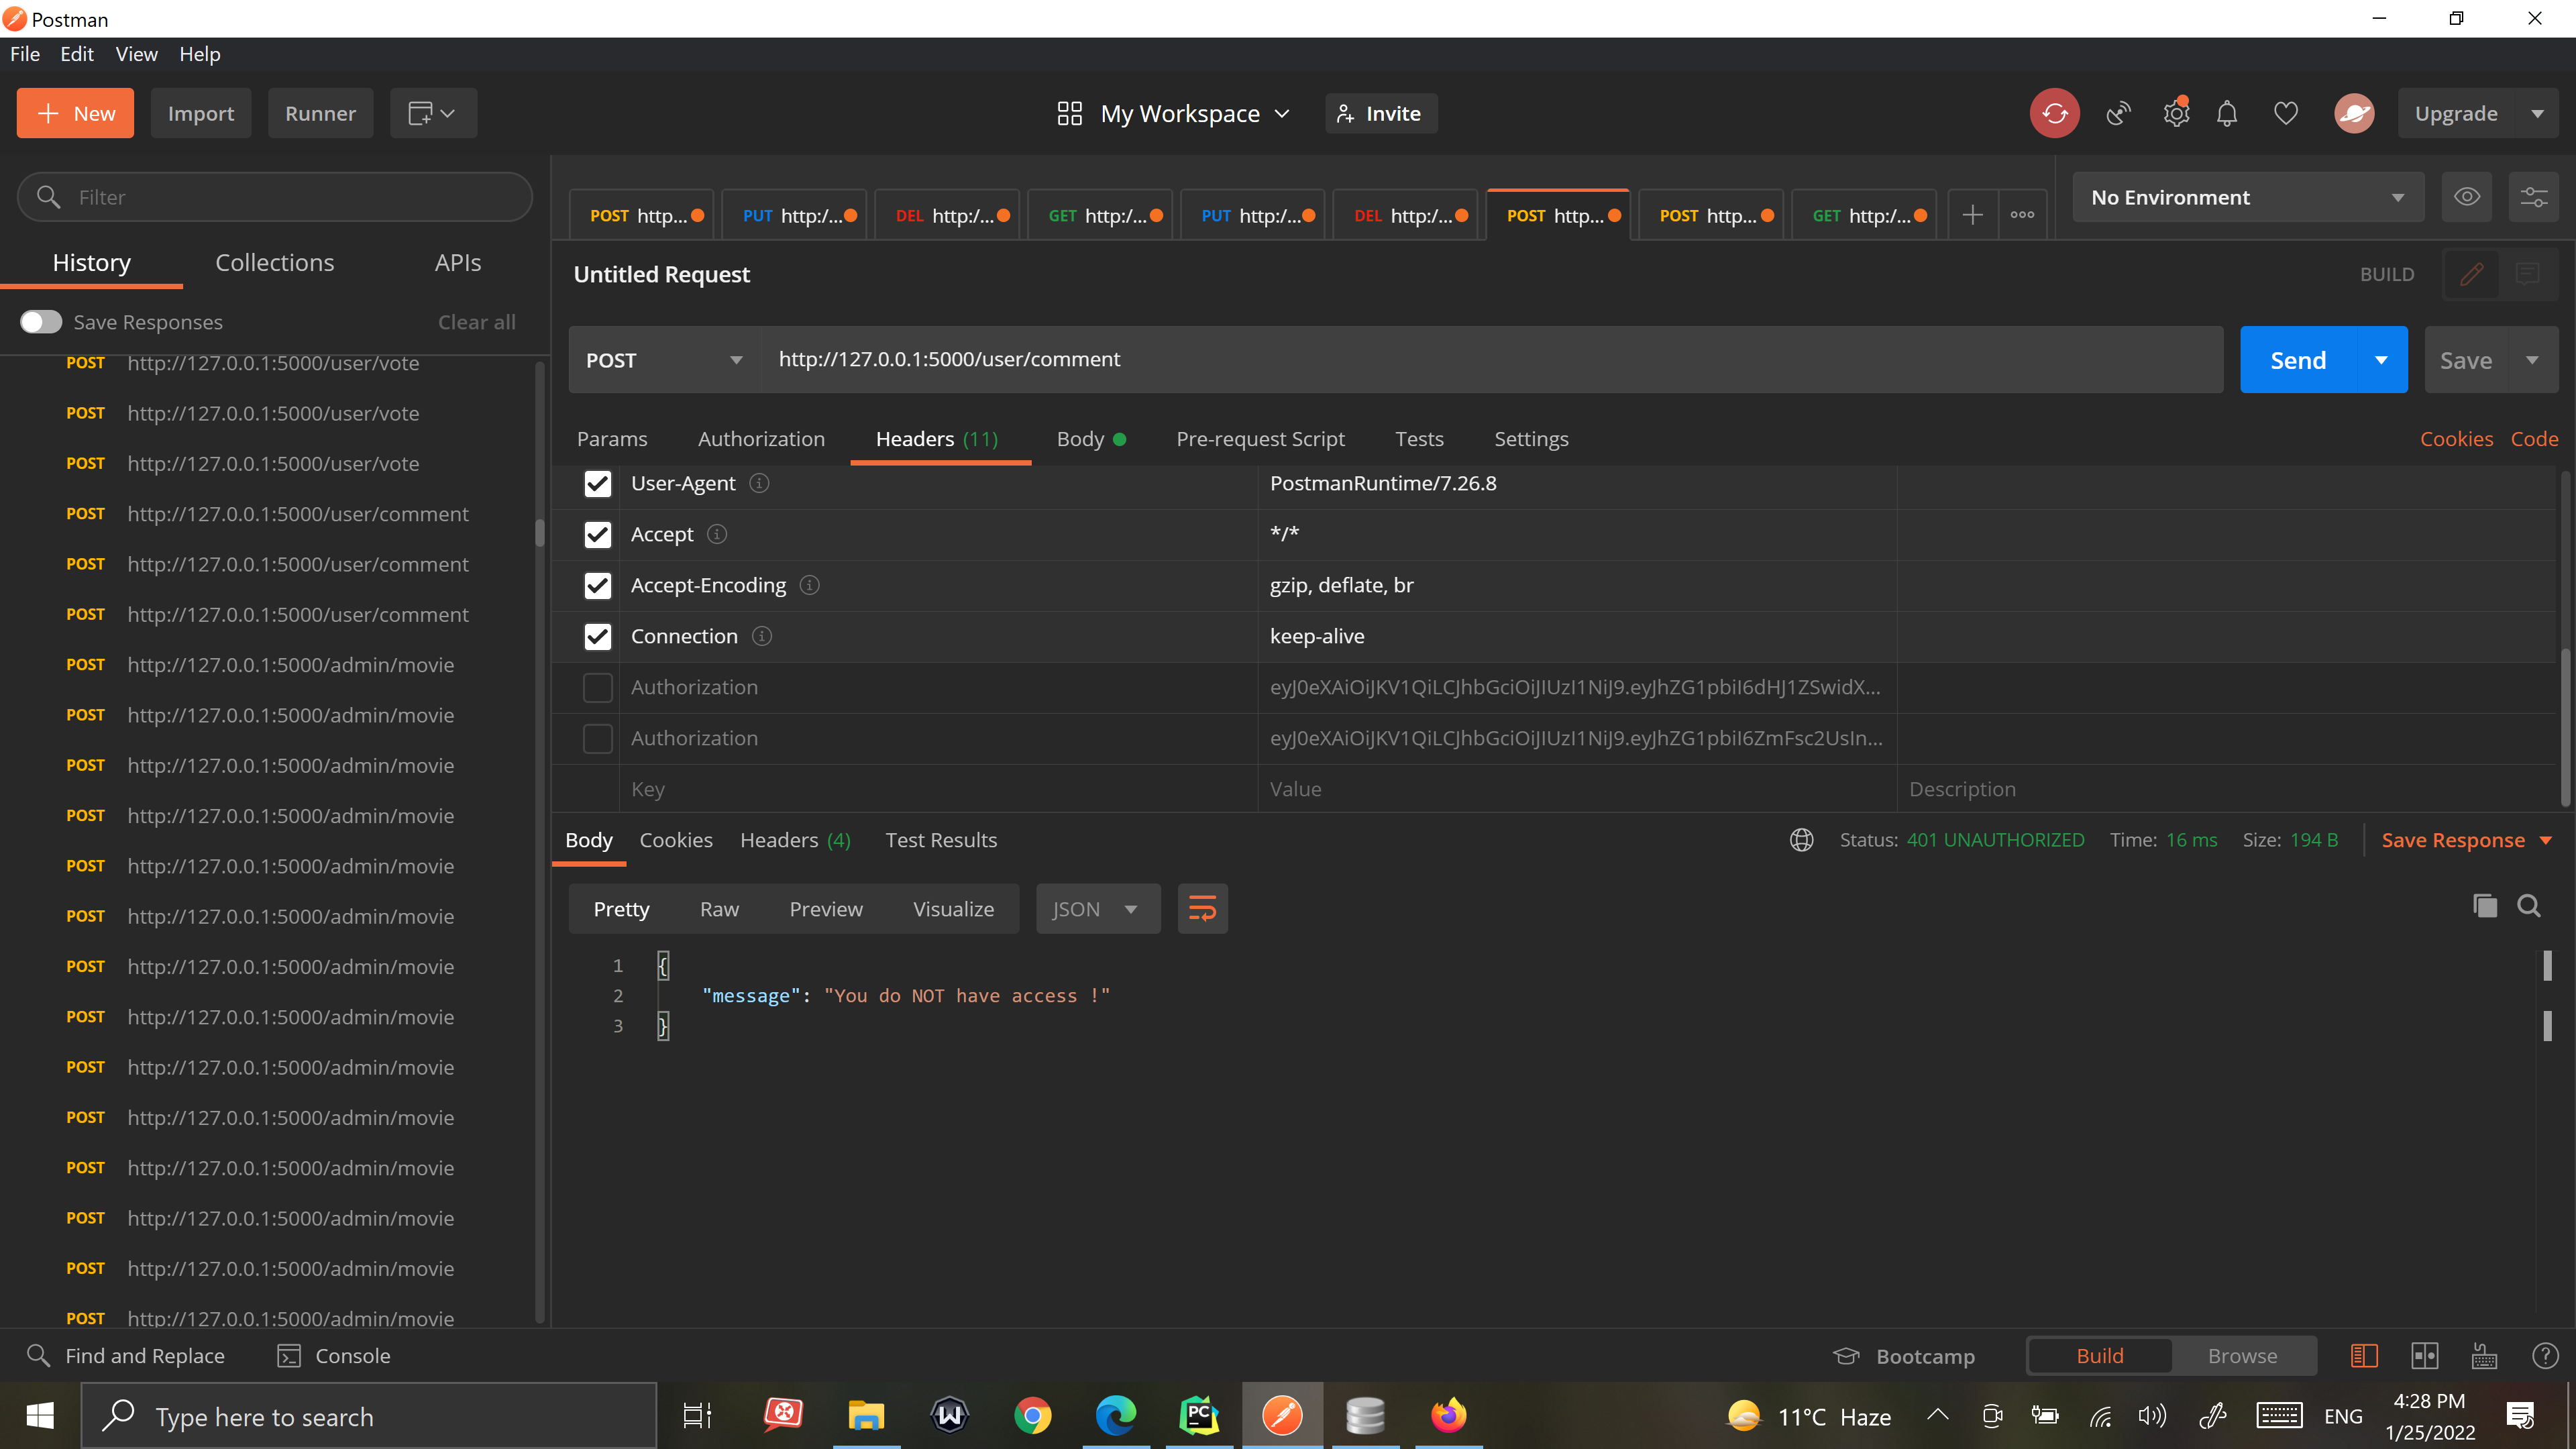 Postman
File Edit View Help
New Import Runner My Workspace Invite Upgrade
Filter
History Collections APIs
Save Responses Clear all
POST http://127.0.0.1:5000/user/vote
POST http://127.0.0.1:5000/user/vote
POST http://127.0.0.1:5000/user/vote
POST http://127.0.0.1:5000/user/comment
POST http://127.0.0.1:5000/user/comment
POST http://127.0.0.1:5000/user/comment
POST http://127.0.0.1:5000/admin/movie
POST http://127.0.0.1:5000/admin/movie
POST http://127.0.0.1:5000/admin/movie
POST http://127.0.0.1:5000/admin/movie
POST http://127.0.0.1:5000/admin/movie
POST http://127.0.0.1:5000/admin/movie
POST http://127.0.0.1:5000/admin/movie
POST http://127.0.0.1:5000/admin/movie
POST http://127.0.0.1:5000/admin/movie
POST http://127.0.0.1:5000/admin/movie
POST http://127.0.0.1:5000/admin/movie
POST http://127.0.0.1:5000/admin/movie
POST http://127.0.0.1:5000/admin/movie
POST http://127.0.0.1:5000/admin/movie
POST http... PUT http:/... DEL http:/... GET http:/... PUT http:/... DEL http:/... POST http... POST http... GET http:/... No Environment
Untitled Request BUILD
POST http://127.0.0.1:5000/user/comment Send Save
Params Authorization Headers (11) Body Pre-request Script Tests Settings Cookies Code
User-Agent PostmanRuntime/7.26.8
Accept */*
Accept-Encoding gzip, deflate, br
Connection keep-alive
Authorization eyJ0eXAiOiJKV1QiLCJhbGciOiJIUzI1NiJ9.eyJhZG1pbiI6dHJ1ZSwidX...
Authorization eyJ0eXAiOiJKV1QiLCJhbGciOiJIUzI1NiJ9.eyJhZG1pbiI6ZmFsc2UsIn...
Key Value Description
Body Cookies Headers (4) Test Results Status: 401 UNAUTHORIZED Time: 16 ms Size: 194 B Save Response
Pretty Raw Preview Visualize JSON
1 {
2 "message": "You do NOT have access !"
3 }
Find and Replace Console Bootcamp Build Browse
Type here to search 11°C Haze ENG 4:28 PM
1/25/2022